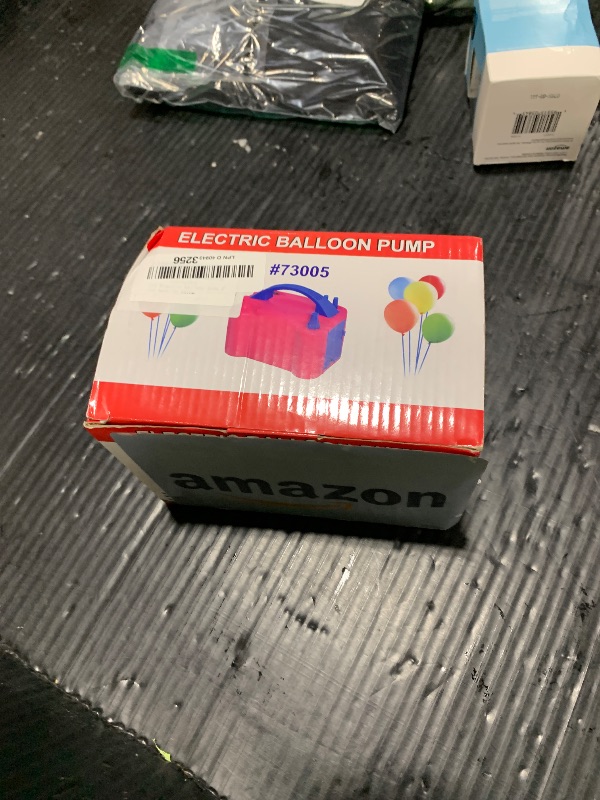 ELECTRIC BALLOON PUMP
3256
#73005
amazon